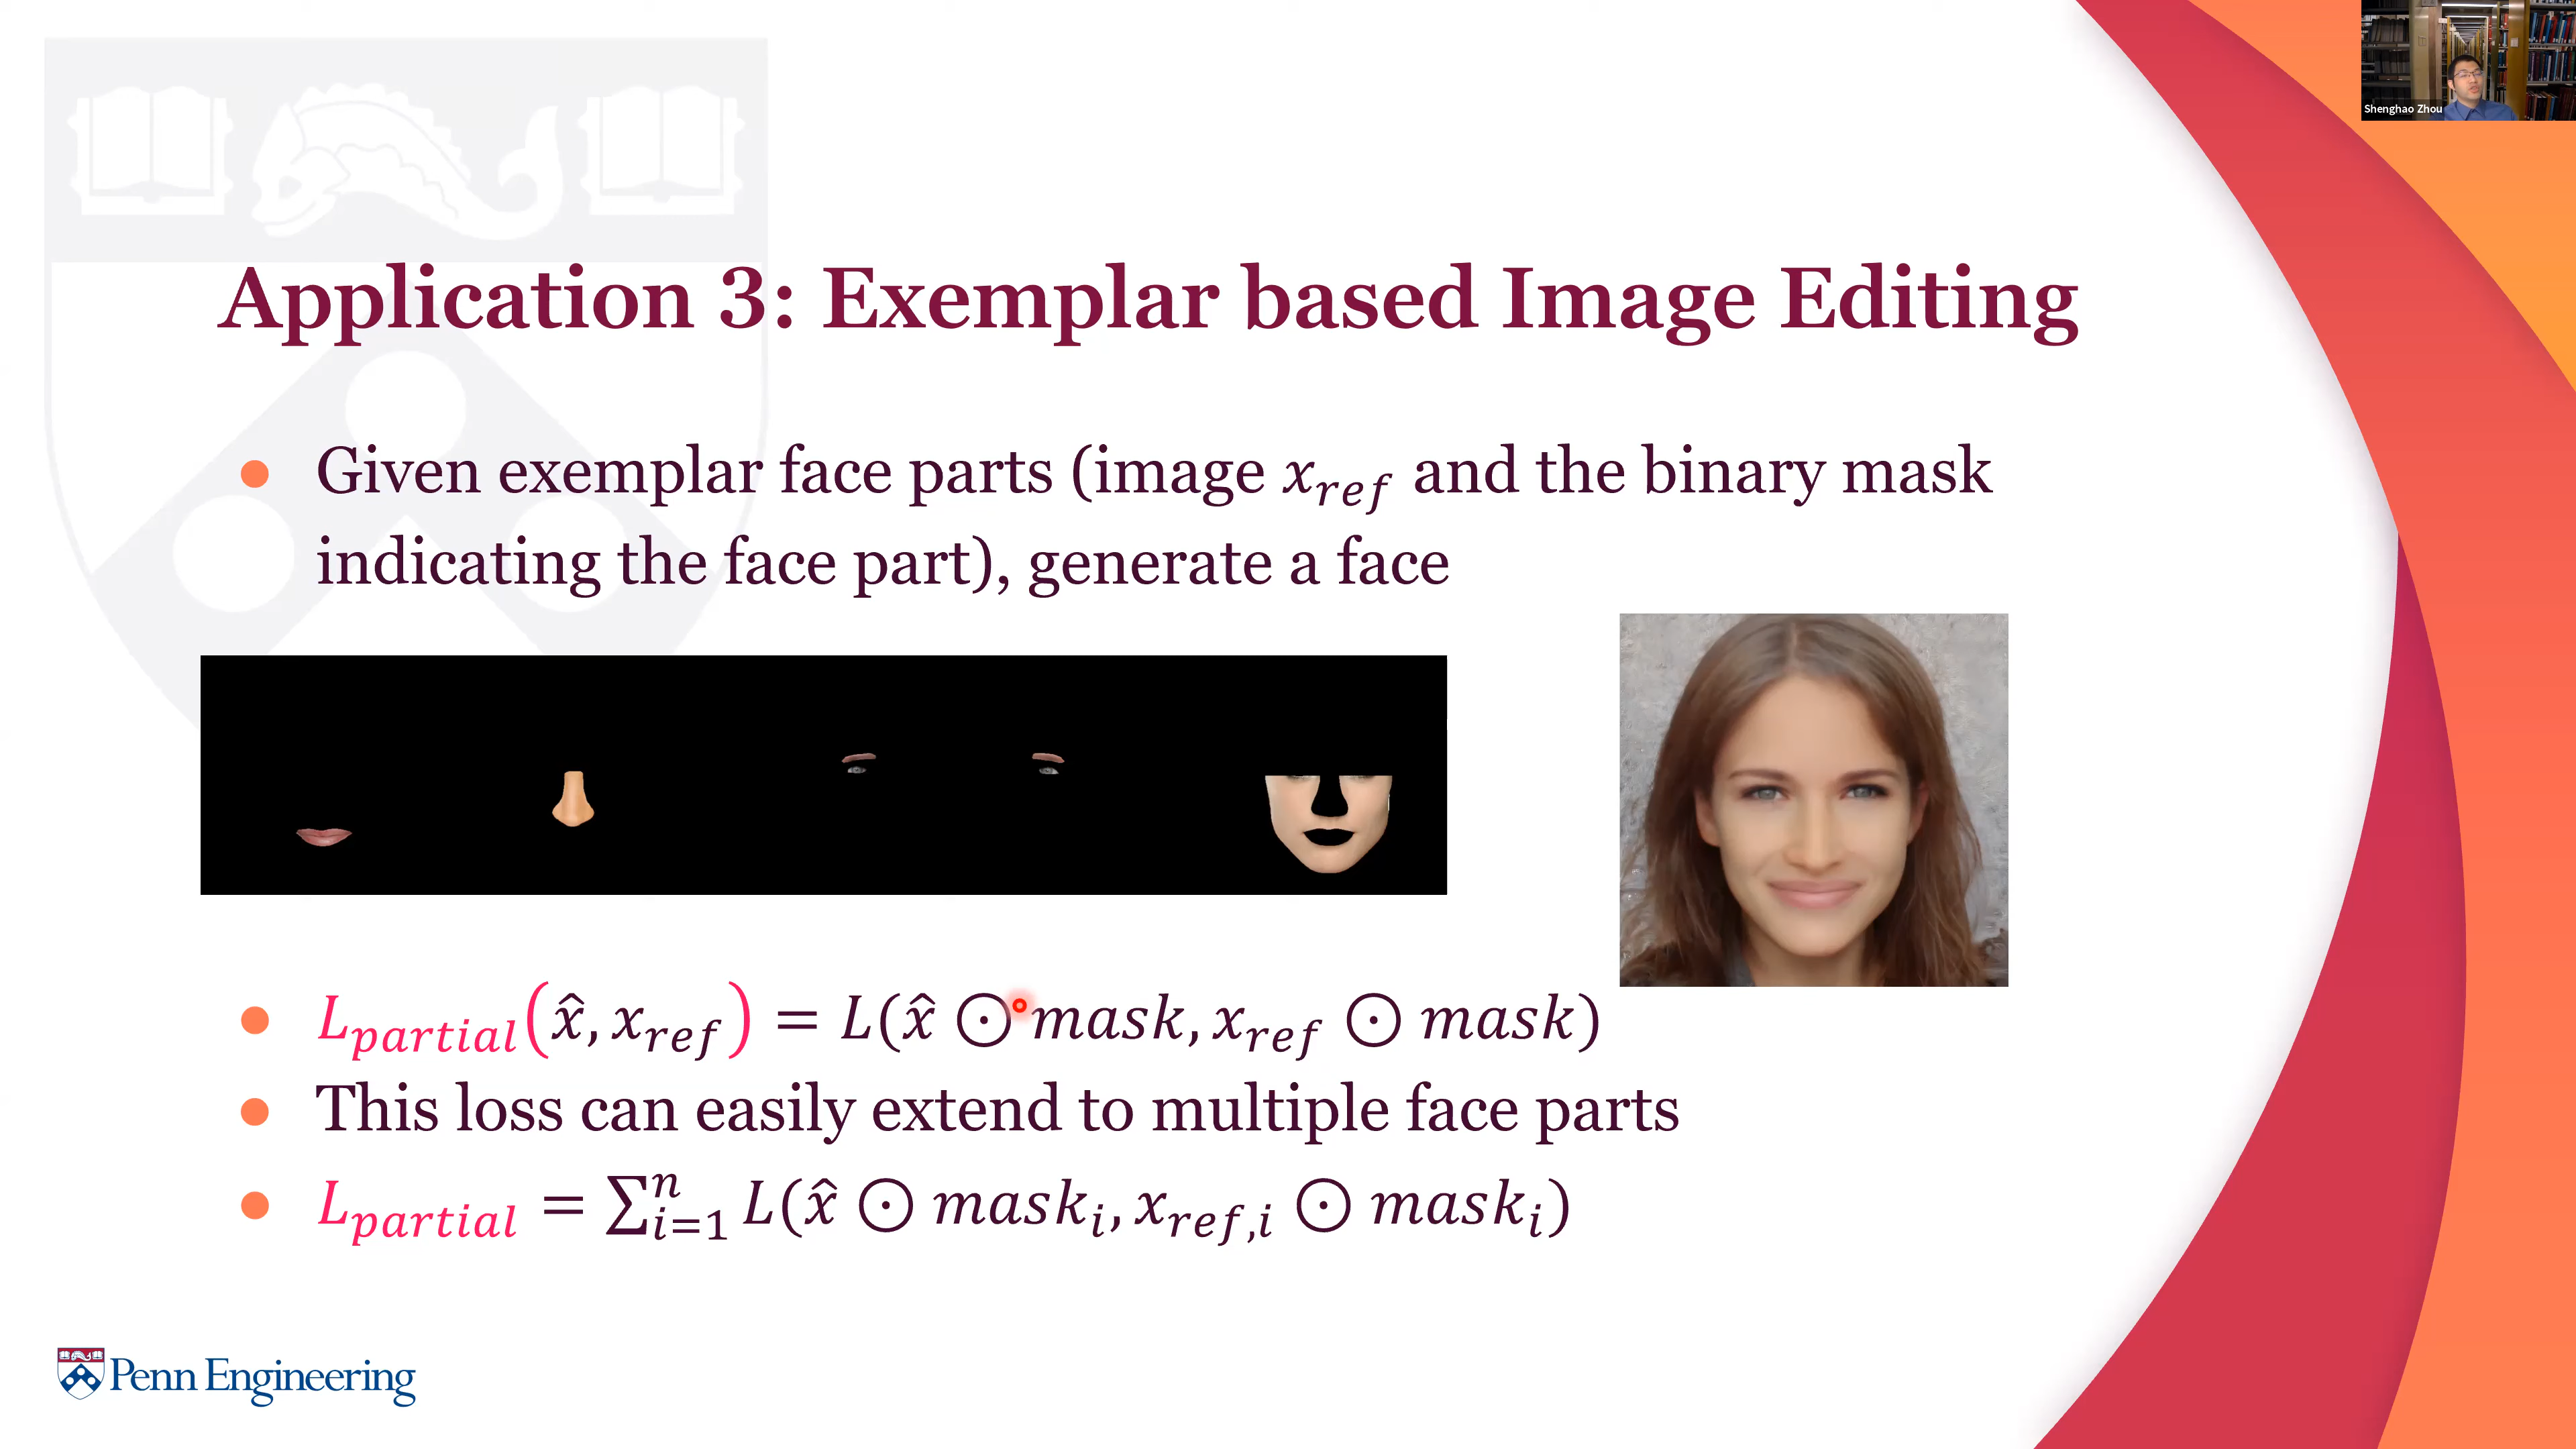 Shenghao Zhou
Application 3: Exemplar based Image Editing
● Given exemplar face parts (image x_ref and the binary mask
indicating the face part), generate a face
● L_partial(x̂, x_ref) = L(x̂ ⊙ mask, x_ref ⊙ mask)
● This loss can easily extend to multiple face parts
● L_partial = ∑_{i=1}^{n} L(x̂ ⊙ mask_i, x_{ref,i} ⊙ mask_i)
Penn Engineering